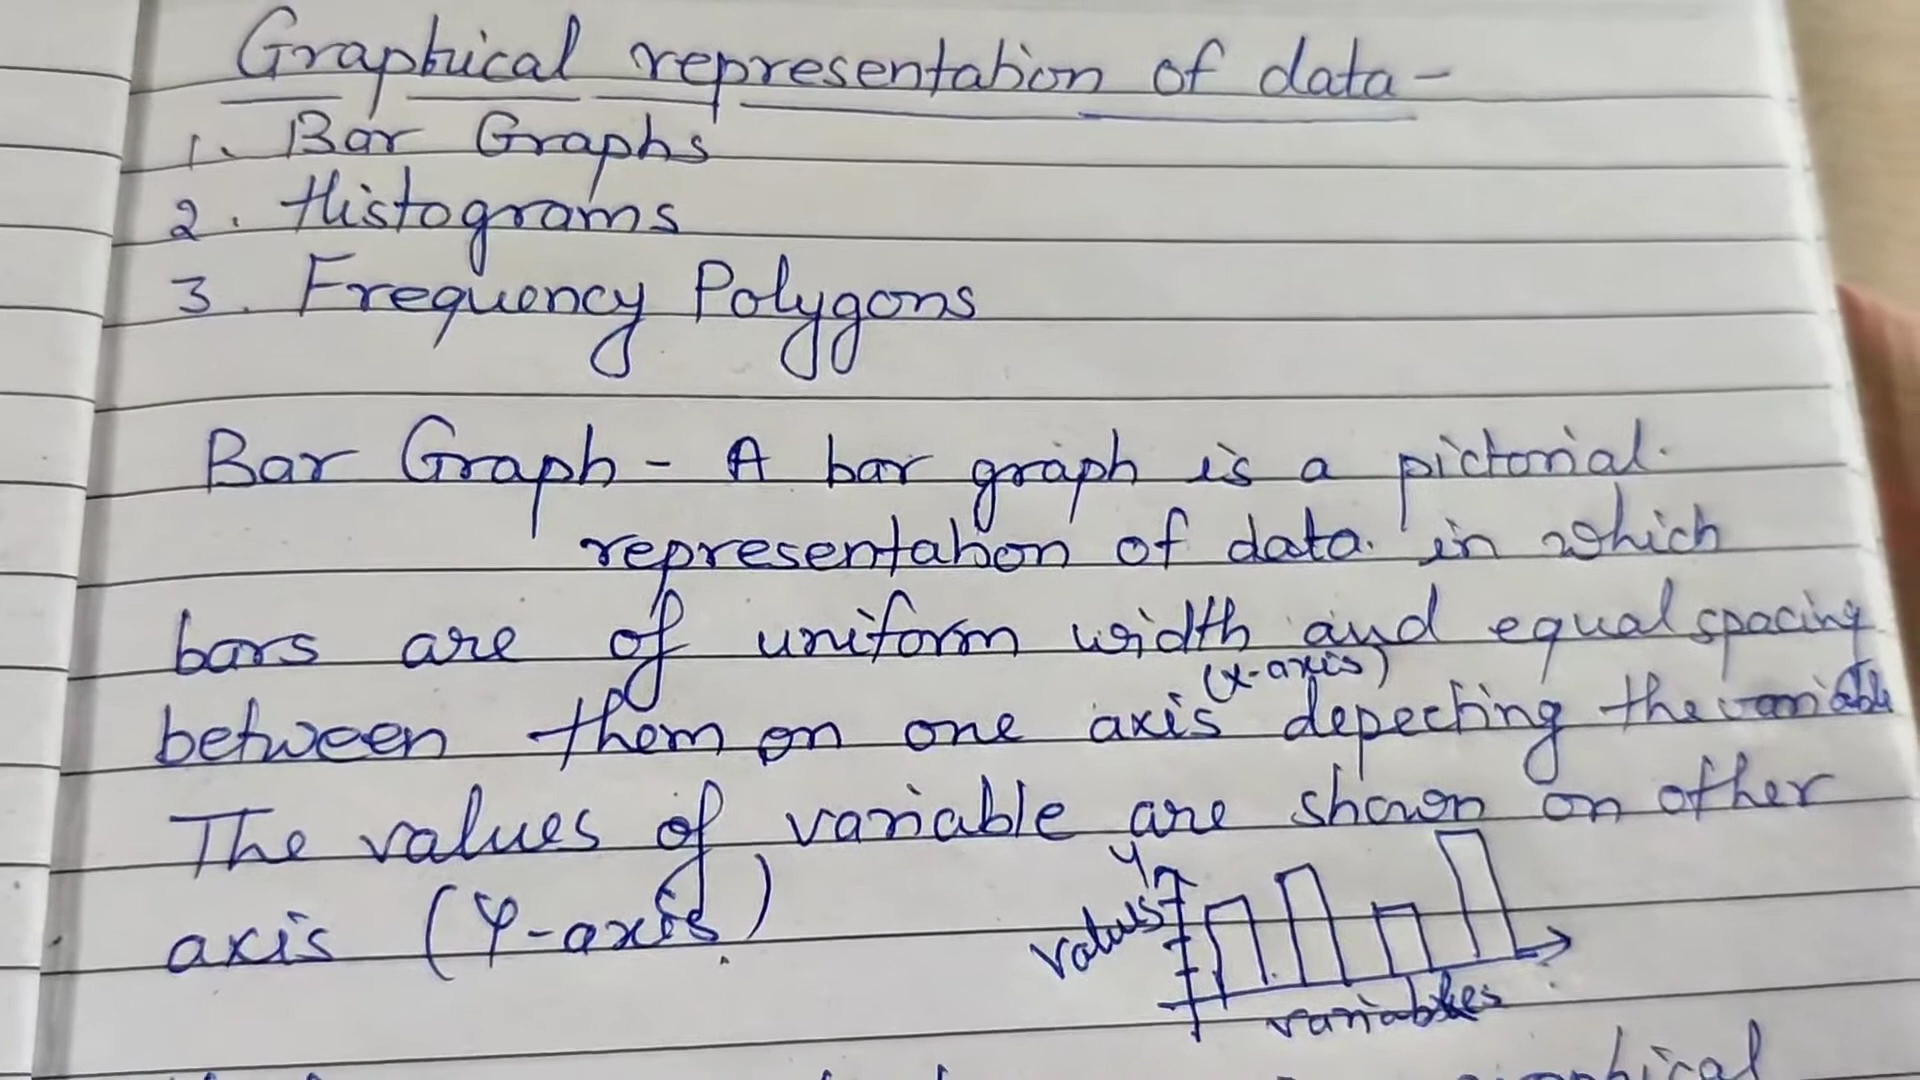 Graphical representation of data-
1. Bar Graphs
2. Histograms
3. Frequency Polygons
Bar Graph - A bar graph is a pictorial
representation of data in which
bars are of uniform width and equal spacing
(x-axis)
between them on one axis depecting the variable
The values of variable are shown on other
axis (Y-axis)
Y
values
variables